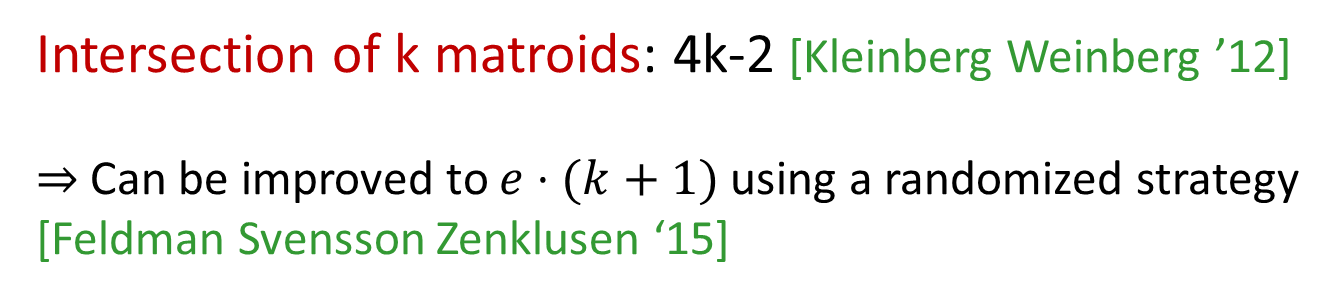 Intersection of k matroids: 4k-2 [Kleinberg Weinberg ’12]
⇒ Can be improved to e · (k + 1) using a randomized strategy
[Feldman Svensson Zenklusen ‘15]